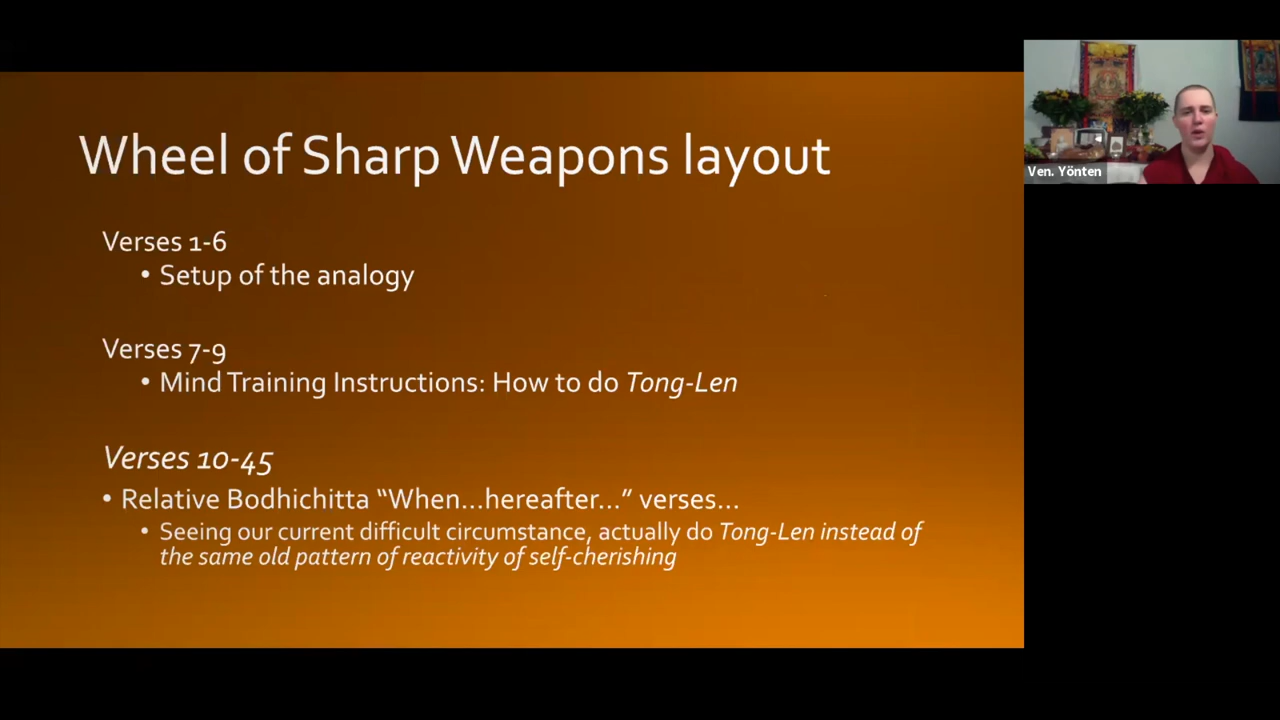 Wheel of Sharp Weapons layout
Verses 1-6
• Setup of the analogy
Verses 7-9
• Mind Training Instructions: How to do Tong-Len
Verses 10-45
• Relative Bodhichitta “When...hereafter...” verses...
• Seeing our current difficult circumstance, actually do Tong-Len instead of
the same old pattern of reactivity of self-cherishing
Ven. Yönten